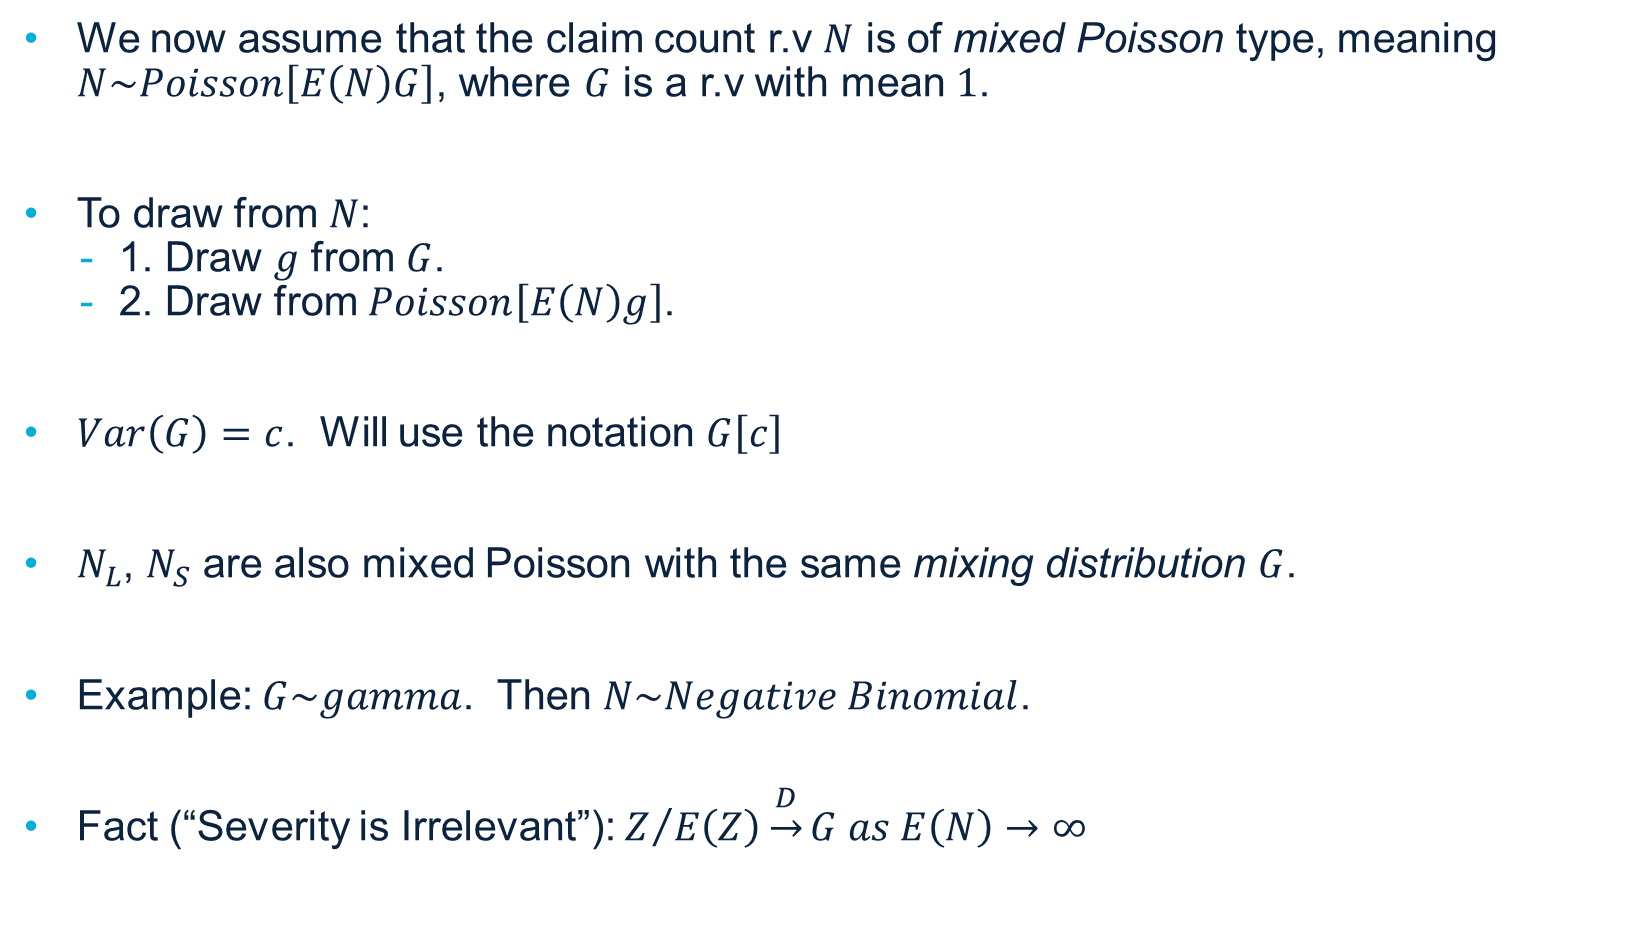 • We now assume that the claim count r.v N is of mixed Poisson type, meaning
N~Poisson[E(N)G], where G is a r.v with mean 1.
• To draw from N:
- 1. Draw g from G.
- 2. Draw from Poisson[E(N)g].
• Var(G) = c. Will use the notation G[c]
• N_L, N_S are also mixed Poisson with the same mixing distribution G.
• Example: G~gamma. Then N~Negative Binomial.
• Fact (“Severity is Irrelevant”): Z/E(Z) →^D G as E(N) → ∞